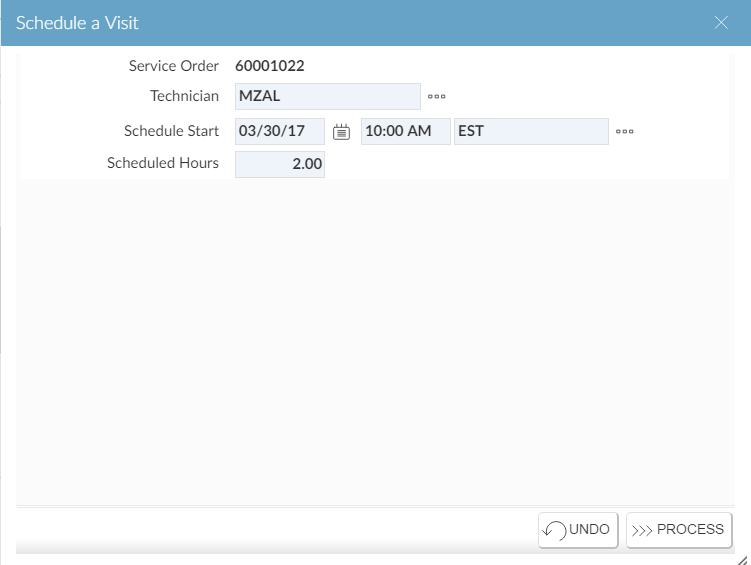 Schedule a Visit
Service Order 60001022
Technician MZAL
Schedule Start 03/30/17 10:00 AM EST
Scheduled Hours 2.00
UNDO PROCESS